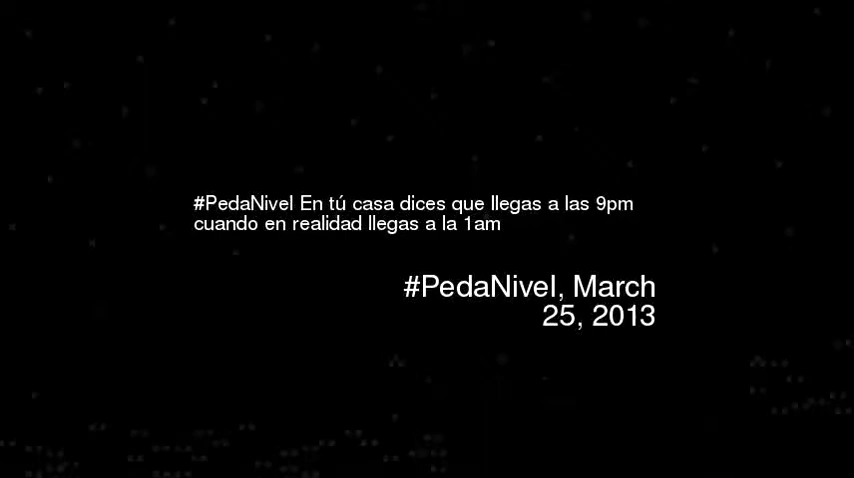 #PedaNivel En tú casa dices que llegas a las 9pm
cuando en realidad llegas a la 1am
#PedaNivel, March
25, 2013